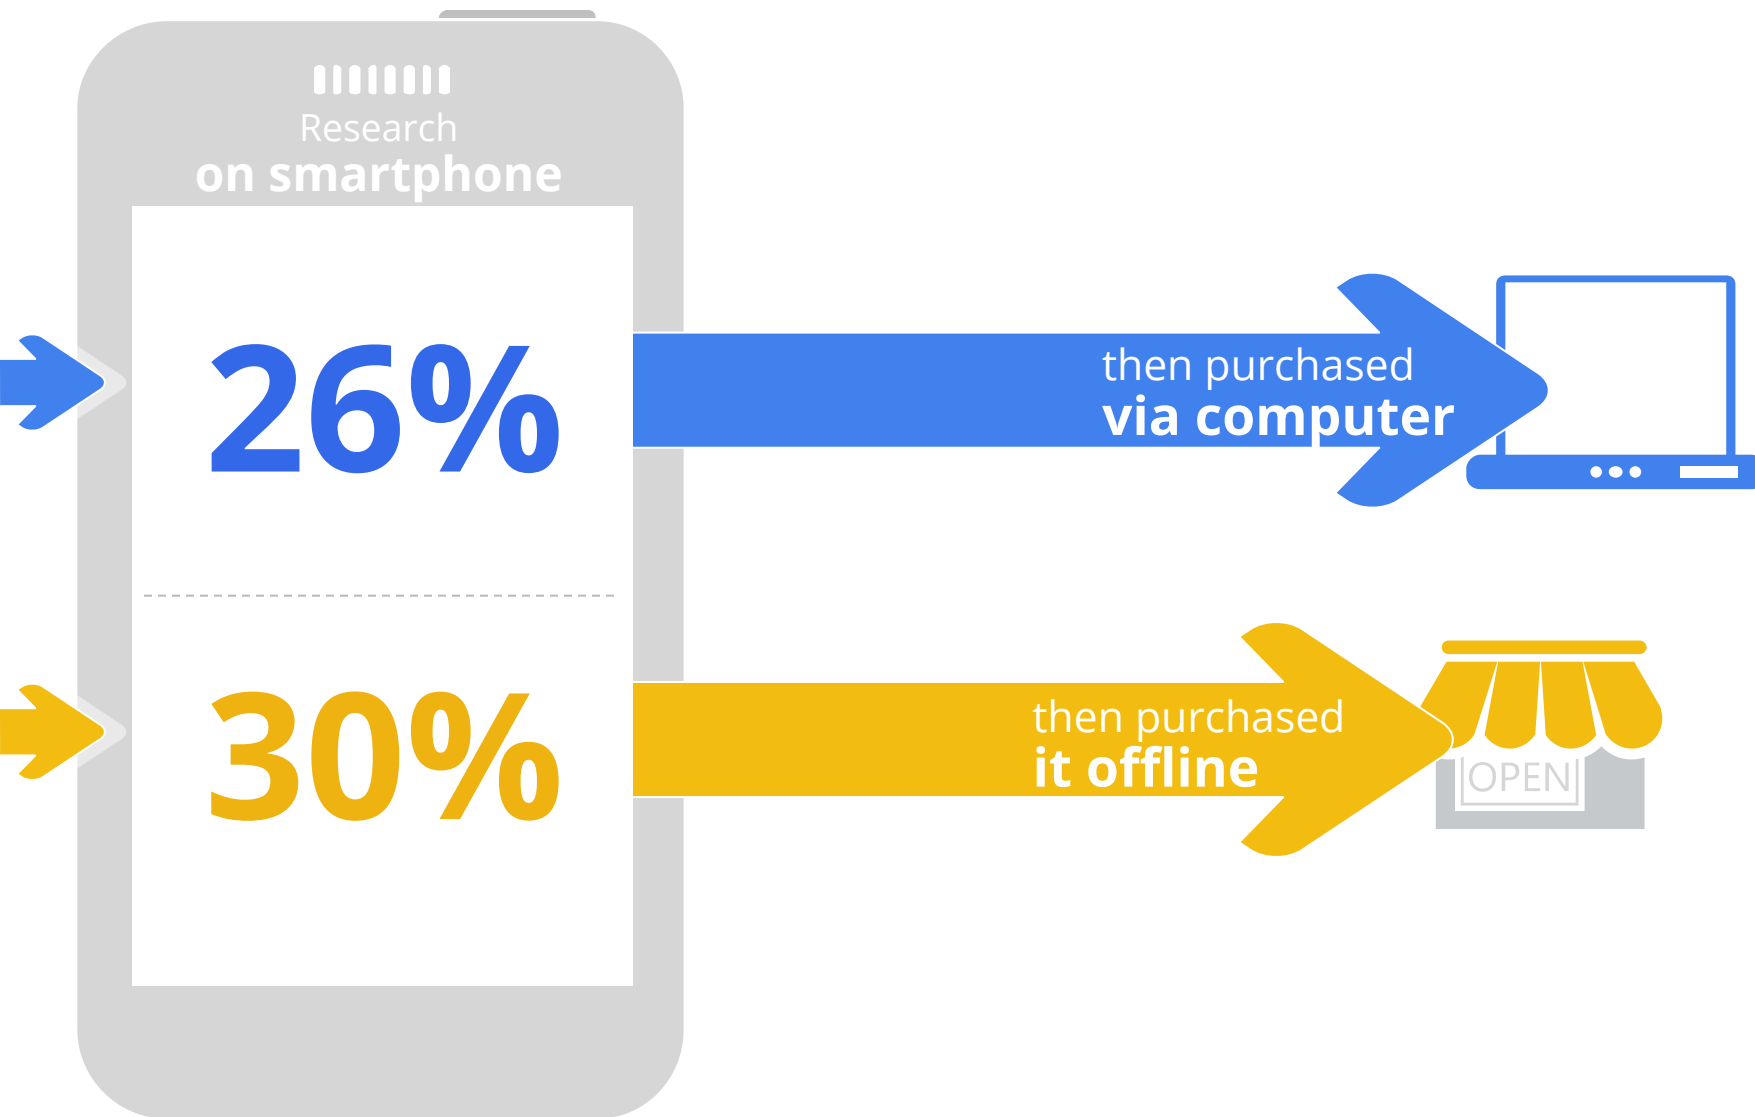 Research
on smartphone
26%
then purchased
via computer
30%
then purchased
it offline
OPEN